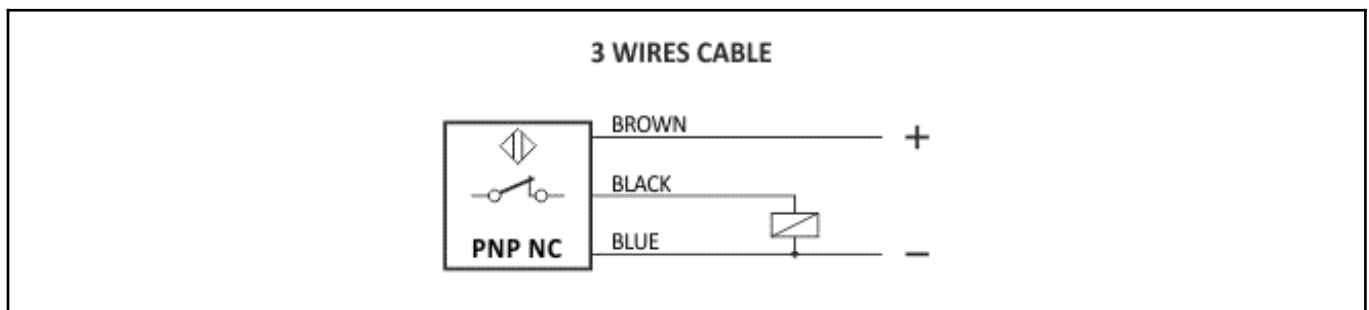 3 WIRES CABLE
BROWN
+
BLACK
PNP NC
BLUE
−